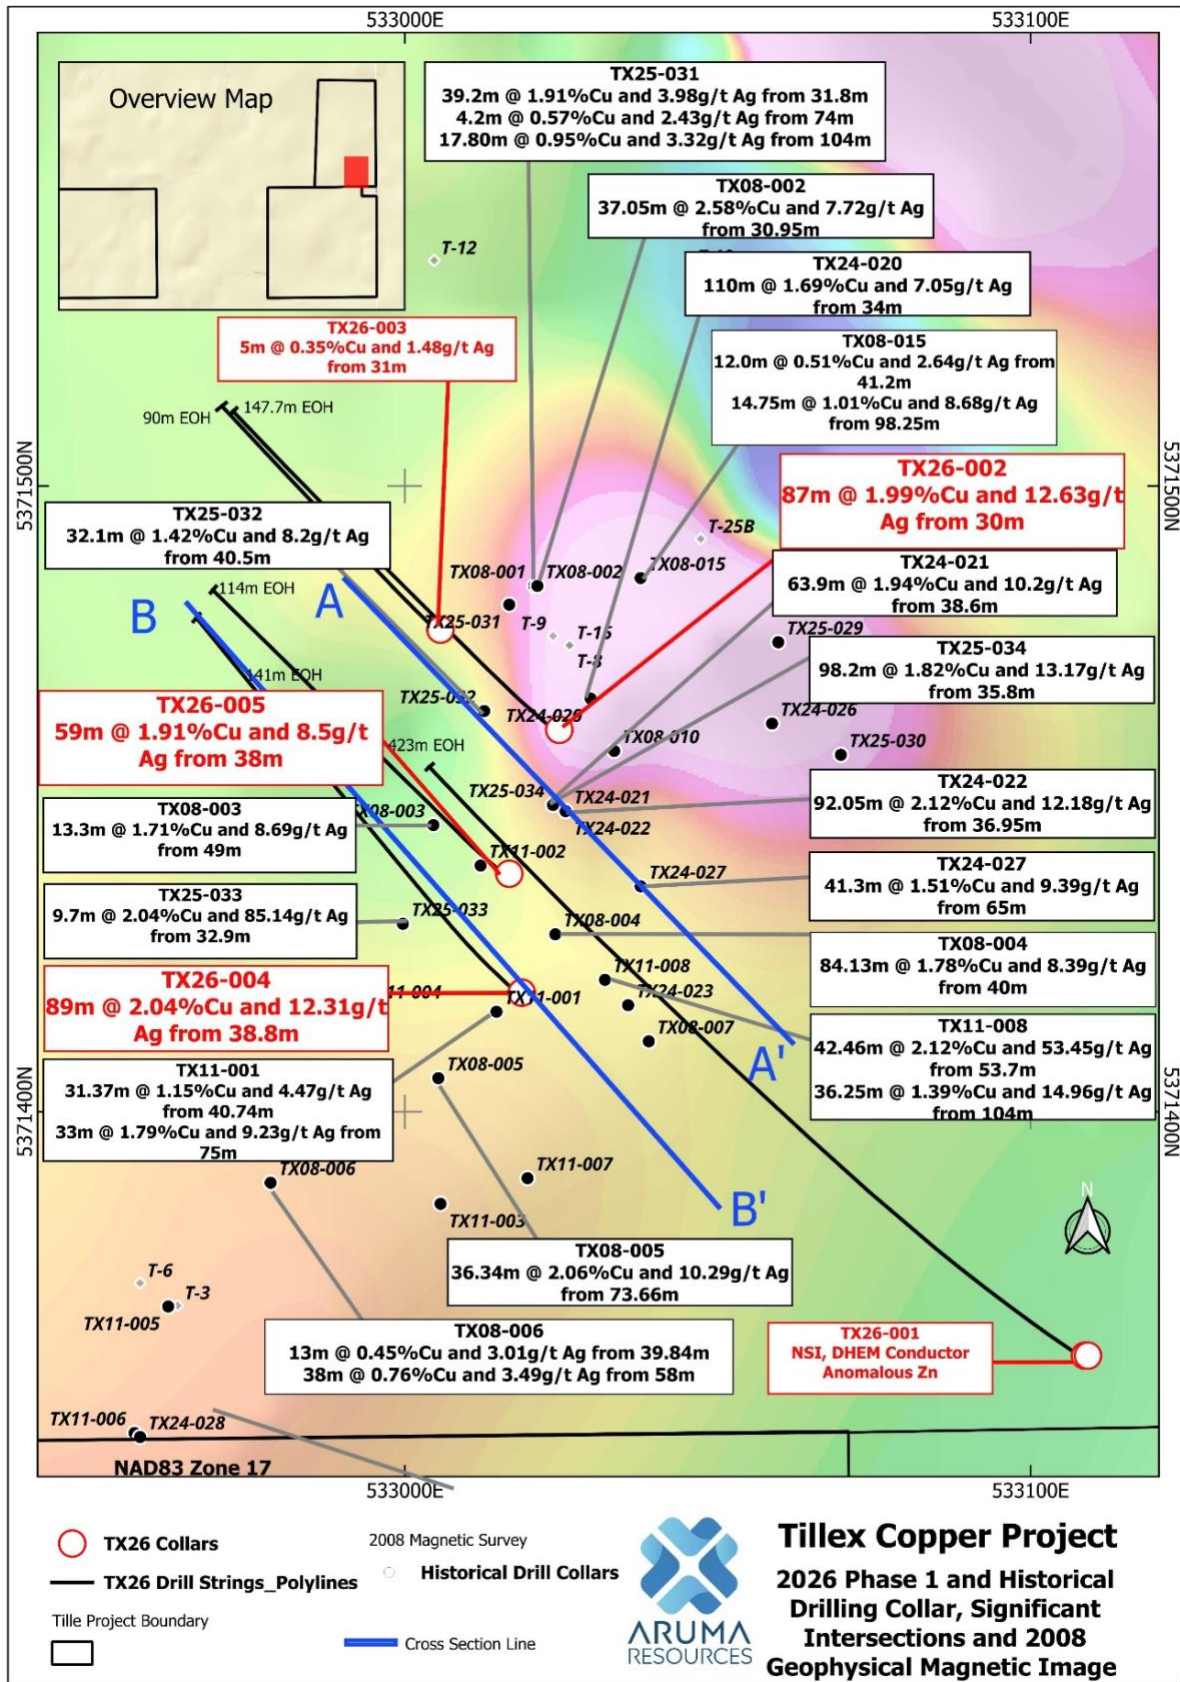 533000E
533100E
Overview Map
TX25-031
39.2m @ 1.91%Cu and 3.98g/t Ag from 31.8m
4.2m @ 0.57%Cu and 2.43g/t Ag from 74m
17.80m @ 0.95%Cu and 3.32g/t Ag from 104m
TX08-002
37.05m @ 2.58%Cu and 7.72g/t Ag
from 30.95m
T-12
TX24-020
110m @ 1.69%Cu and 7.05g/t Ag
from 34m
TX26-003
5m @ 0.35%Cu and 1.48g/t Ag
from 31m
TX08-015
12.0m @ 0.51%Cu and 2.64g/t Ag from
41.2m
14.75m @ 1.01%Cu and 8.68g/t Ag
from 98.25m
90m EOH
147.7m EOH
5371500N
5371500N
TX26-002
87m @ 1.99%Cu and 12.63g/t
Ag from 30m
TX25-032
32.1m @ 1.42%Cu and 8.2g/t Ag
from 40.5m
T-25B
TX24-021
63.9m @ 1.94%Cu and 10.2g/t Ag
from 38.6m
TX08-001
TX08-002
TX08-015
114m EOH
A
B
TX25-031
T-9
T-15
T-8
TX25-029
TX25-034
98.2m @ 1.82%Cu and 13.17g/t Ag
from 35.8m
141m EOH
TX26-005
59m @ 1.91%Cu and 8.5g/t
Ag from 38m
TX25-032
TX24-020
TX08-010
TX24-026
TX25-030
423m EOH
TX24-022
92.05m @ 2.12%Cu and 12.18g/t Ag
from 36.95m
TX08-003
13.3m @ 1.71%Cu and 8.69g/t Ag
from 49m
TX08-003
TX25-034
TX24-021
TX24-022
TX11-002
TX24-027
TX24-027
41.3m @ 1.51%Cu and 9.39g/t Ag
from 65m
TX25-033
9.7m @ 2.04%Cu and 85.14g/t Ag
from 32.9m
TX25-033
TX08-004
TX08-004
84.13m @ 1.78%Cu and 8.39g/t Ag
from 40m
TX26-004
89m @ 2.04%Cu and 12.31g/t
Ag from 38.8m
TX11-001
TX11-008
TX24-023
TX08-007
TX11-008
42.46m @ 2.12%Cu and 53.45g/t Ag
from 53.7m
36.25m @ 1.39%Cu and 14.96g/t Ag
from 104m
A'
TX11-001
31.37m @ 1.15%Cu and 4.47g/t Ag
from 40.74m
33m @ 1.79%Cu and 9.23g/t Ag from
75m
TX08-005
5371400N
5371400N
TX08-006
TX11-007
TX11-003
B'
N
TX08-005
36.34m @ 2.06%Cu and 10.29g/t Ag
from 73.66m
T-6
T-3
TX11-005
TX08-006
13m @ 0.45%Cu and 3.01g/t Ag from 39.84m
38m @ 0.76%Cu and 3.49g/t Ag from 58m
TX26-001
NSI, DHEM Conductor
Anomalous Zn
TX11-006
TX24-028
NAD83 Zone 17
533000E
533100E
TX26 Collars
TX26 Drill Strings_Polylines
Tille Project Boundary
2008 Magnetic Survey
Historical Drill Collars
Cross Section Line
ARUMA
RESOURCES
Tillex Copper Project
2026 Phase 1 and Historical
Drilling Collar, Significant
Intersections and 2008
Geophysical Magnetic Image